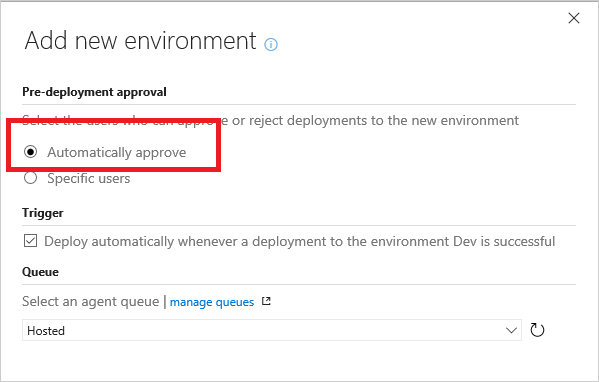 Add new environment
Pre-deployment approval
Select the users who can approve or reject deployments to the new environment
Automatically approve
Specific users
Trigger
Deploy automatically whenever a deployment to the environment Dev is successful
Queue
Select an agent queue | manage queues
Hosted